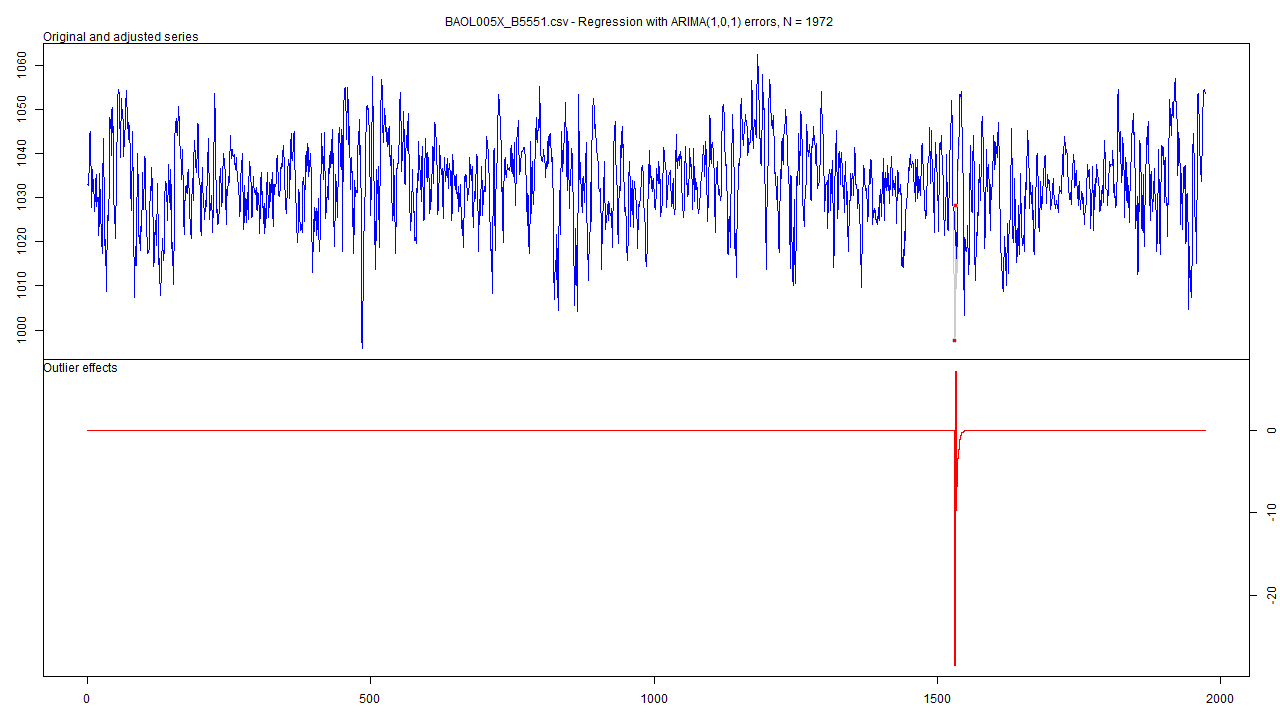 BAOL005X_B5551.csv - Regression with ARIMA(1,0,1) errors, N = 1972
Original and adjusted series
1060
1050
1040
1030
1020
1010
1000
Outlier effects
0
-10
-20
0 500 1000 1500 2000